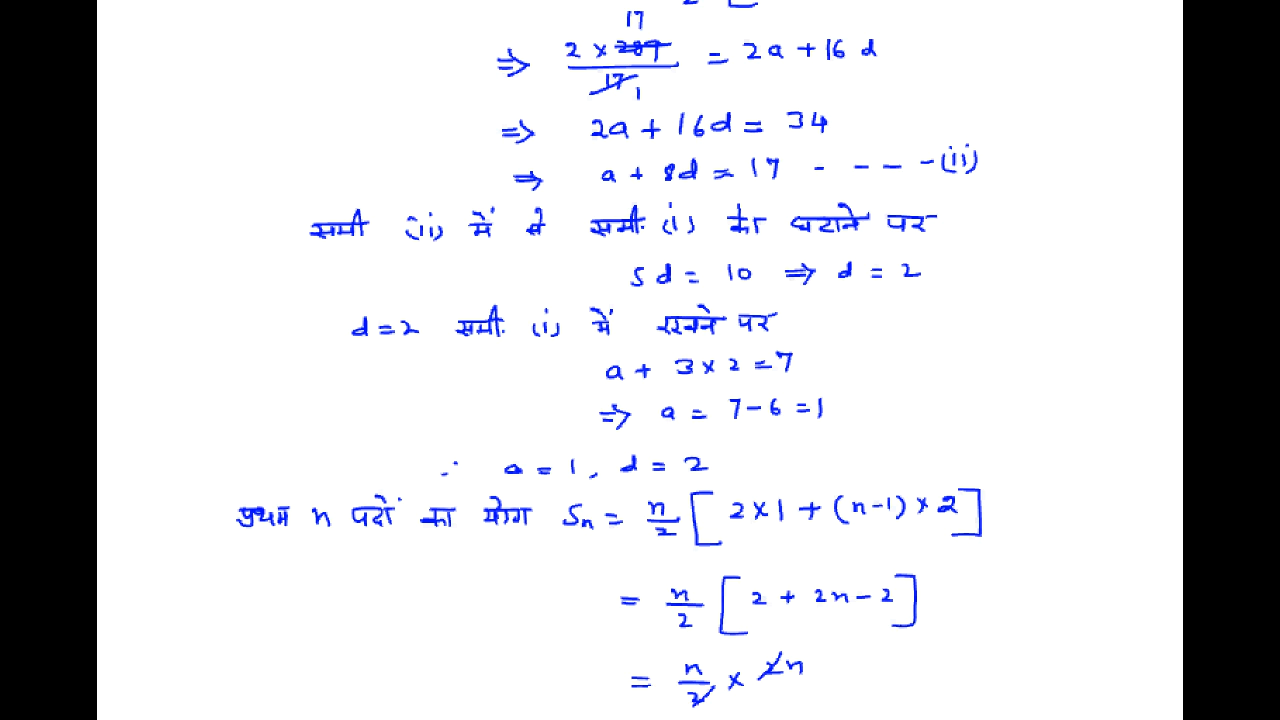 17
⇒ 2 × 289 / 17 1 = 2a + 16d
⇒ 2a + 16d = 34
⇒ a + 8d = 17 - - - - (ii)
समी (ii) में से समी. (i) को घटाने पर
5d = 10 ⇒ d = 2
d = 2 समी. (i) में रखने पर
a + 3 × 2 = 7
⇒ a = 7 - 6 = 1
∴ a = 1, d = 2
प्रथम n पदों का योग Sn = n/2 [2 × 1 + (n - 1) × 2]
= n/2 [2 + 2n - 2]
= n/2 × 2n